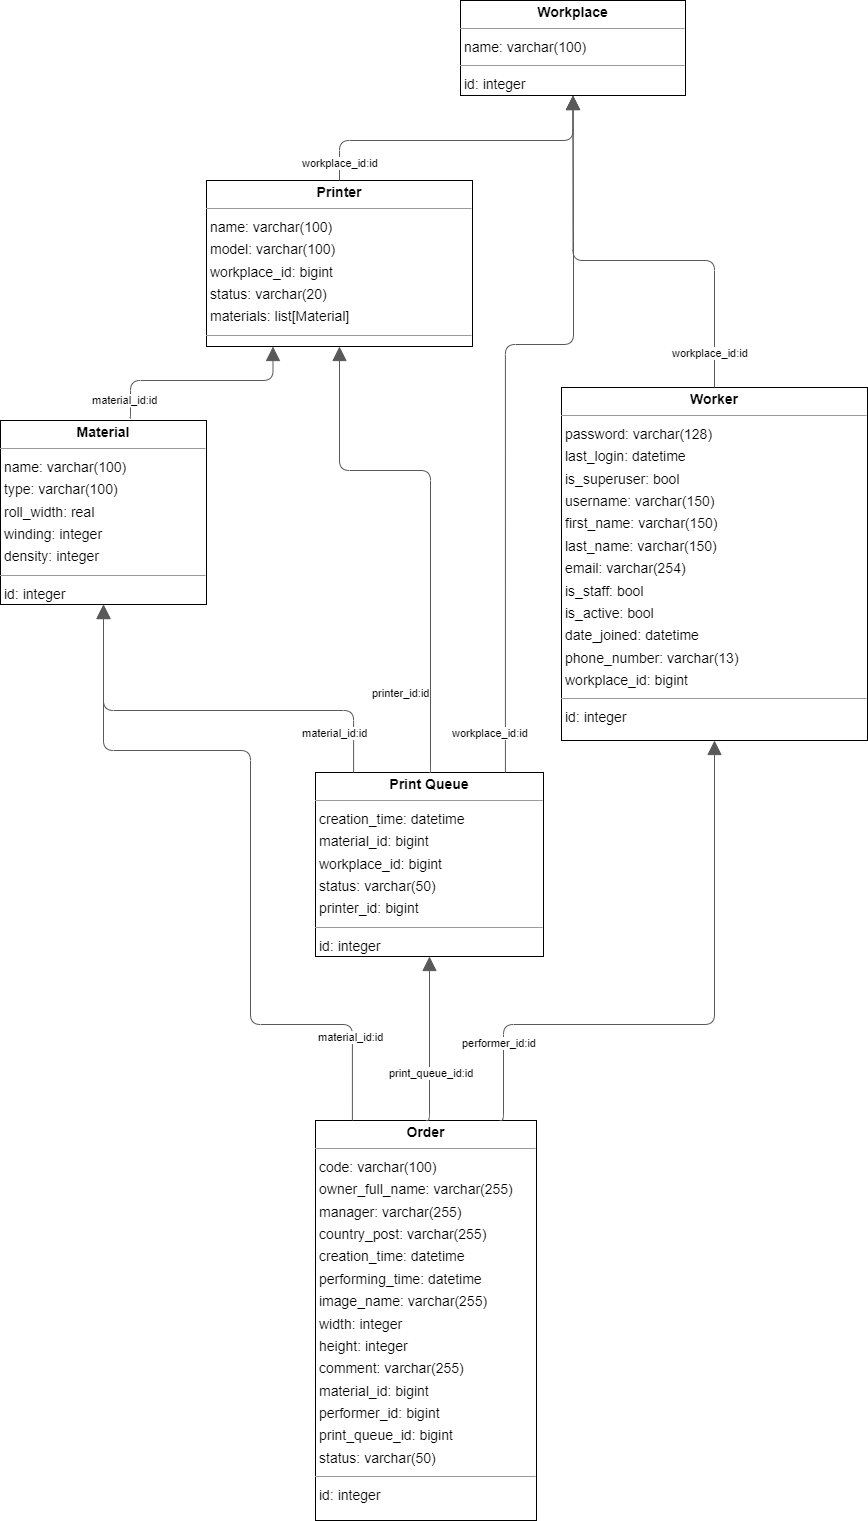 Workplace
name: varchar(100)
id: integer
workplace_id:id
Printer
name: varchar(100)
model: varchar(100)
workplace_id: bigint
status: varchar(20)
materials: list[Material]
workplace_id:id
material_id:id
Worker
password: varchar(128)
last_login: datetime
is_superuser: bool
username: varchar(150)
first_name: varchar(150)
last_name: varchar(150)
email: varchar(254)
is_staff: bool
is_active: bool
date_joined: datetime
phone_number: varchar(13)
workplace_id: bigint
id: integer
Material
name: varchar(100)
type: varchar(100)
roll_width: real
winding: integer
density: integer
id: integer
printer_id:id
material_id:id
workplace_id:id
Print Queue
creation_time: datetime
material_id: bigint
workplace_id: bigint
status: varchar(50)
printer_id: bigint
id: integer
material_id:id
performer_id:id
print_queue_id:id
Order
code: varchar(100)
owner_full_name: varchar(255)
manager: varchar(255)
country_post: varchar(255)
creation_time: datetime
performing_time: datetime
image_name: varchar(255)
width: integer
height: integer
comment: varchar(255)
material_id: bigint
performer_id: bigint
print_queue_id: bigint
status: varchar(50)
id: integer